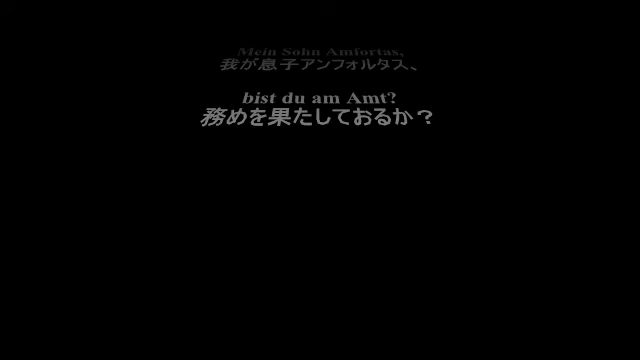 Mein Sohn Amfortas,
我が息子アンフォルタス、
bist du am Amt?
務めを果たしておるか？